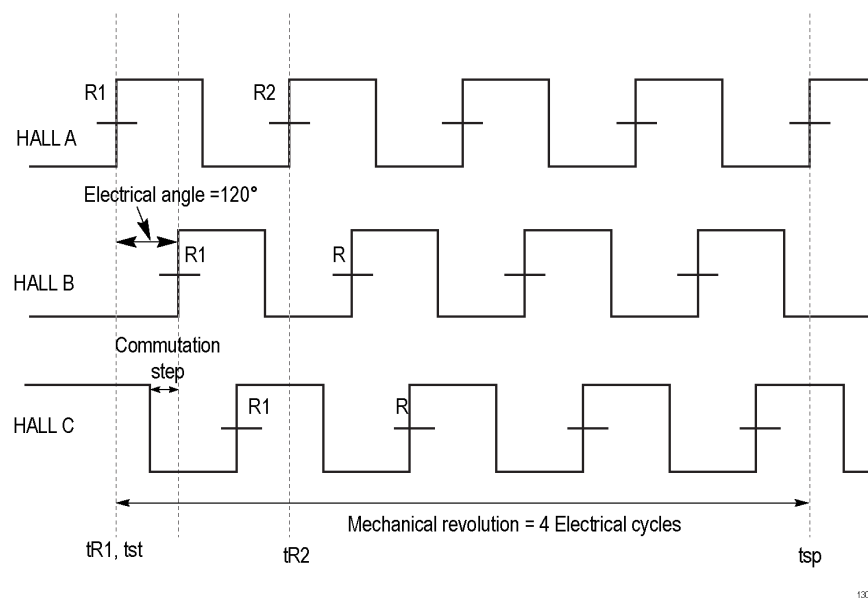 R1
R2
HALL A
Electrical angle =120°
R1
R
HALL B
Commutation
step
R1
R
HALL C
Mechanical revolution = 4 Electrical cycles
tR1, tst
tR2
tsp